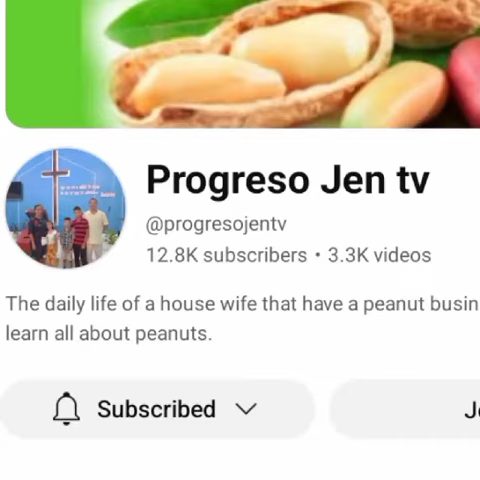 Progreso Jen tv
@progresojentv
12.8K subscribers • 3.3K videos
The daily life of a house wife that have a peanut busin
learn all about peanuts.
Subscribed